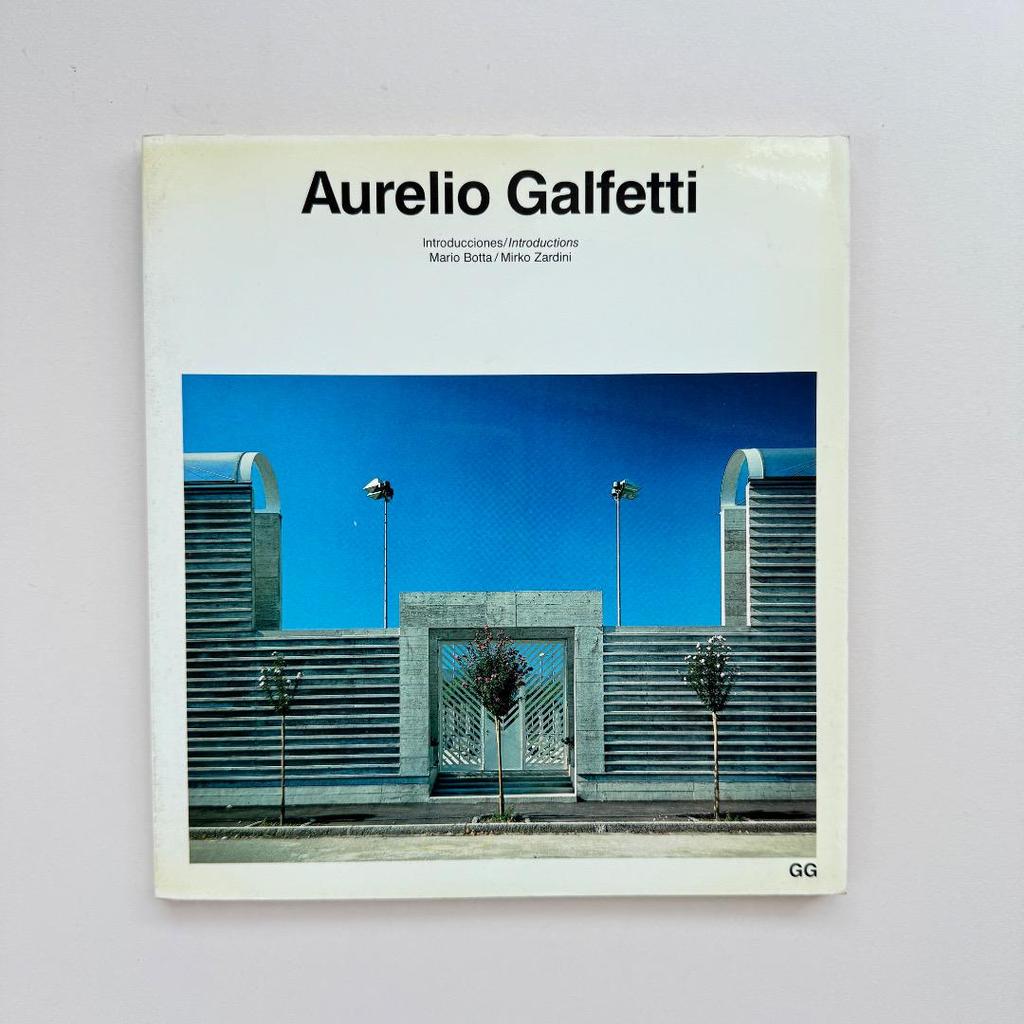 Aurelio Galfetti
Introducciones/Introductions
Mario Botta/Mirko Zardini
GG